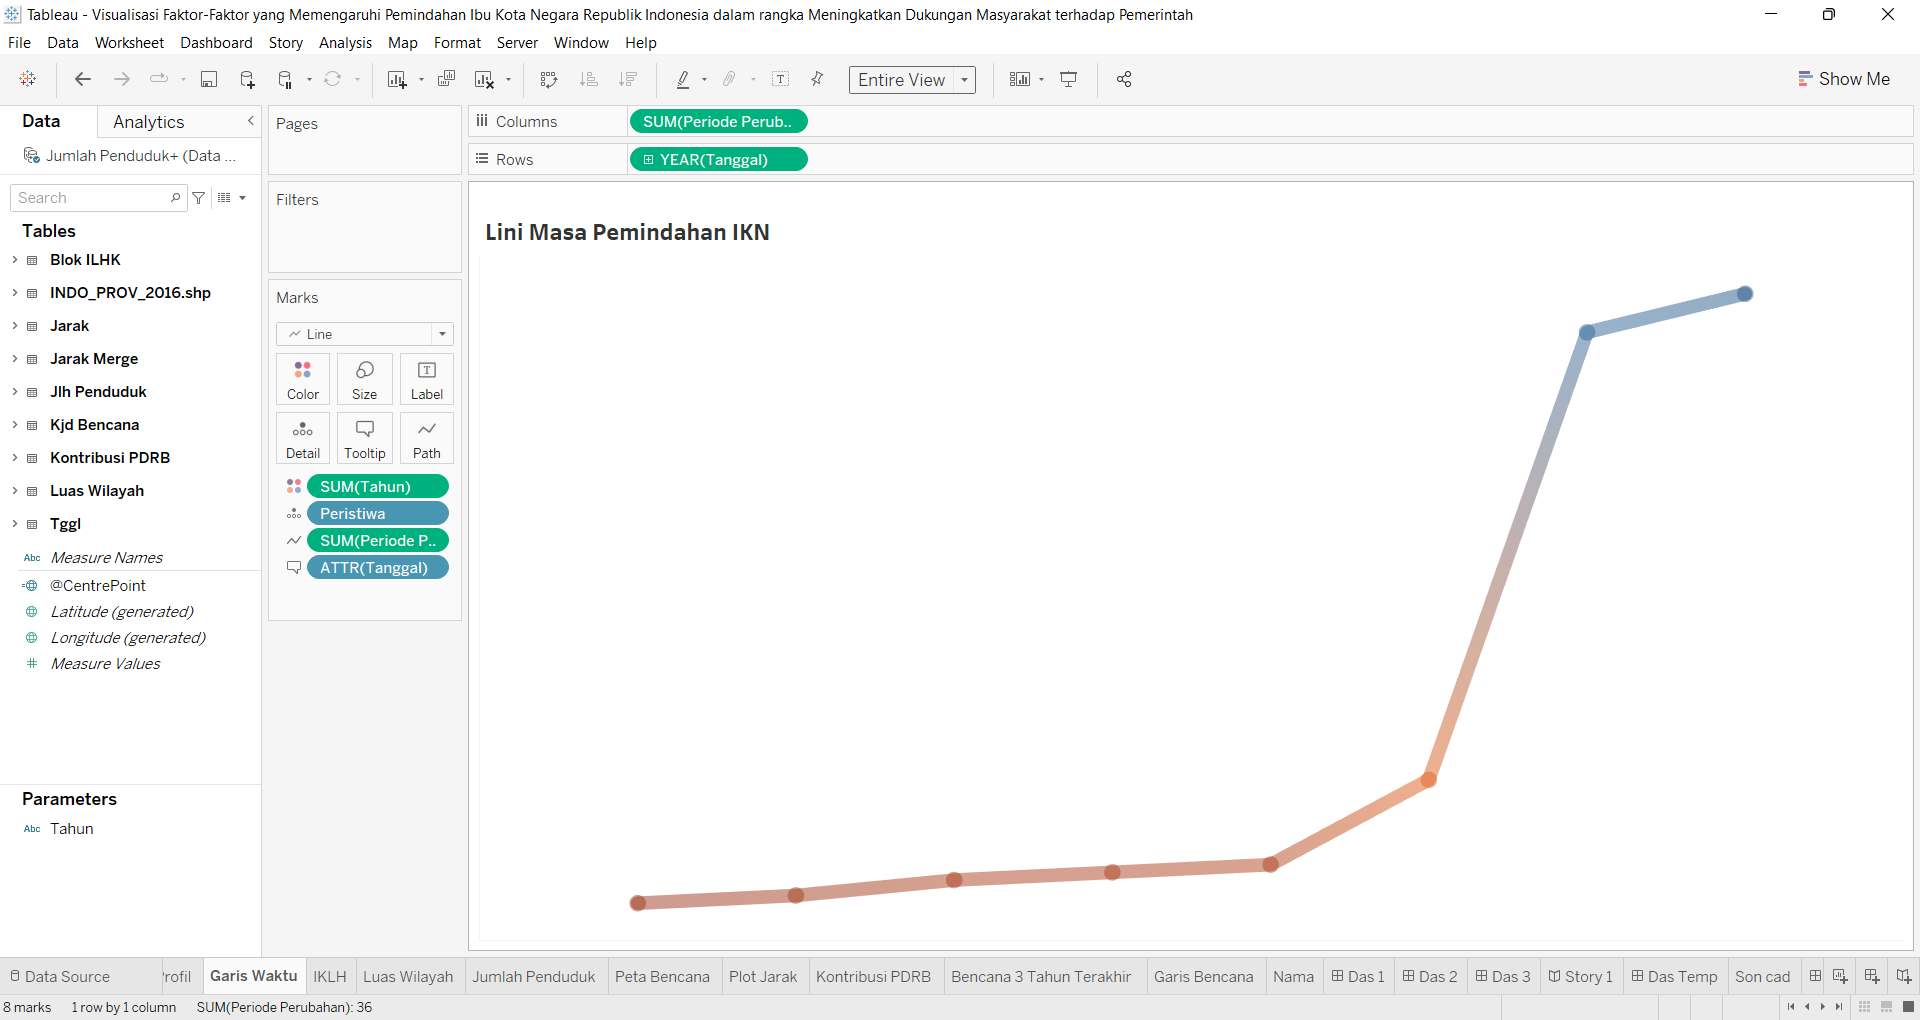 Tableau - Visualisasi Faktor-Faktor yang Memengaruhi Pemindahan Ibu Kota Negara Republik Indonesia dalam rangka Meningkatkan Dukungan Masyarakat terhadap Pemerintah
File Data Worksheet Dashboard Story Analysis Map Format Server Window Help
Entire View
Show Me
Data
Analytics
Jumlah Penduduk+ (Data ...
Search
Tables
Blok ILHK
INDO_PROV_2016.shp
Jarak
Jarak Merge
Jlh Penduduk
Kjd Bencana
Kontribusi PDRB
Luas Wilayah
Tggl
Abc Measure Names
@CentrePoint
Latitude (generated)
Longitude (generated)
Measure Values
Parameters
Abc Tahun
Pages
Filters
Marks
Line
Color Size Label
Detail Tooltip Path
SUM(Tahun)
Peristiwa
SUM(Periode P..
ATTR(Tanggal)
Columns SUM(Periode Perub..
Rows YEAR(Tanggal)
Lini Masa Pemindahan IKN
Data Source rofil Garis Waktu IKLH Luas Wilayah Jumlah Penduduk Peta Bencana Plot Jarak Kontribusi PDRB Bencana 3 Tahun Terakhir Garis Bencana Nama Das 1 Das 2 Das 3 Story 1 Das Temp Son cad
8 marks 1 row by 1 column SUM(Periode Perubahan): 36